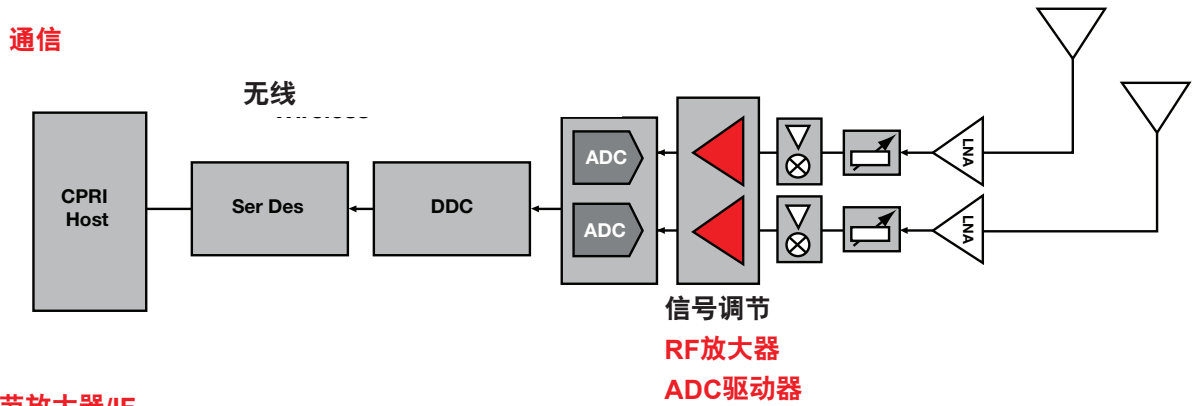 通信
无线
CPRI
Host
Ser Des
DDC
ADC
ADC
LNA
LNA
信号调节
RF放大器
ADC驱动器